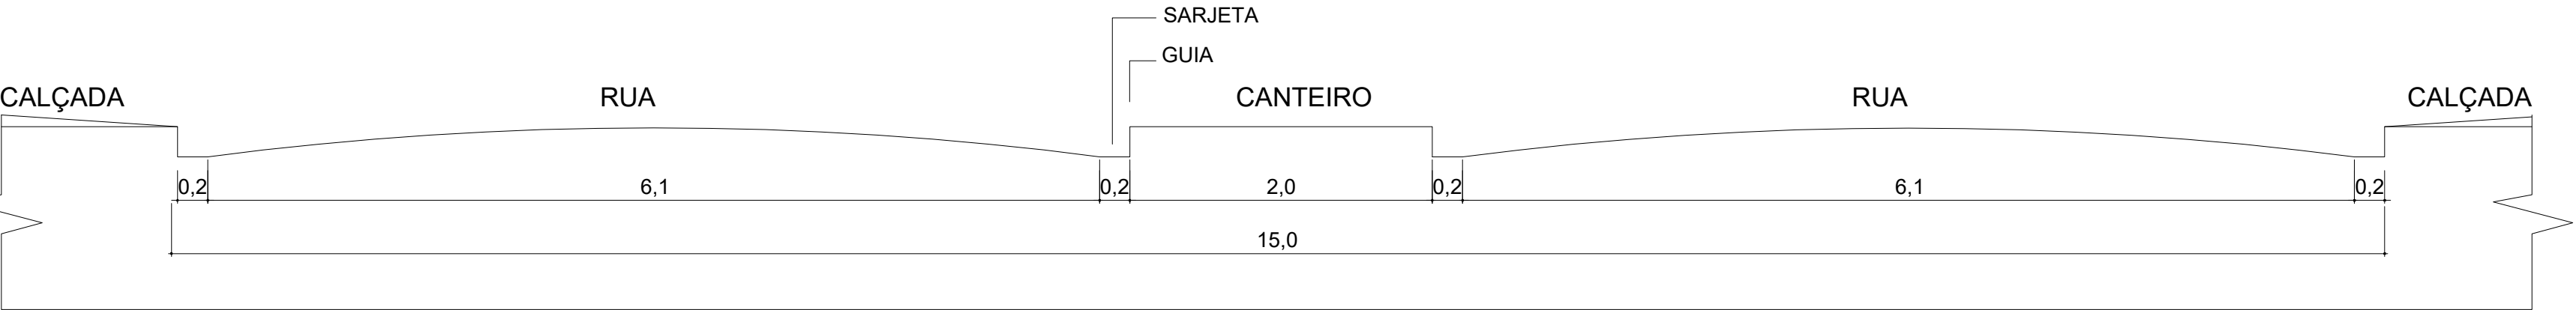 SARJETA
GUIA
CALÇADA RUA CANTEIRO RUA CALÇADA
0,2 6,1 0,2 2,0 0,2 6,1 0,2
15,0